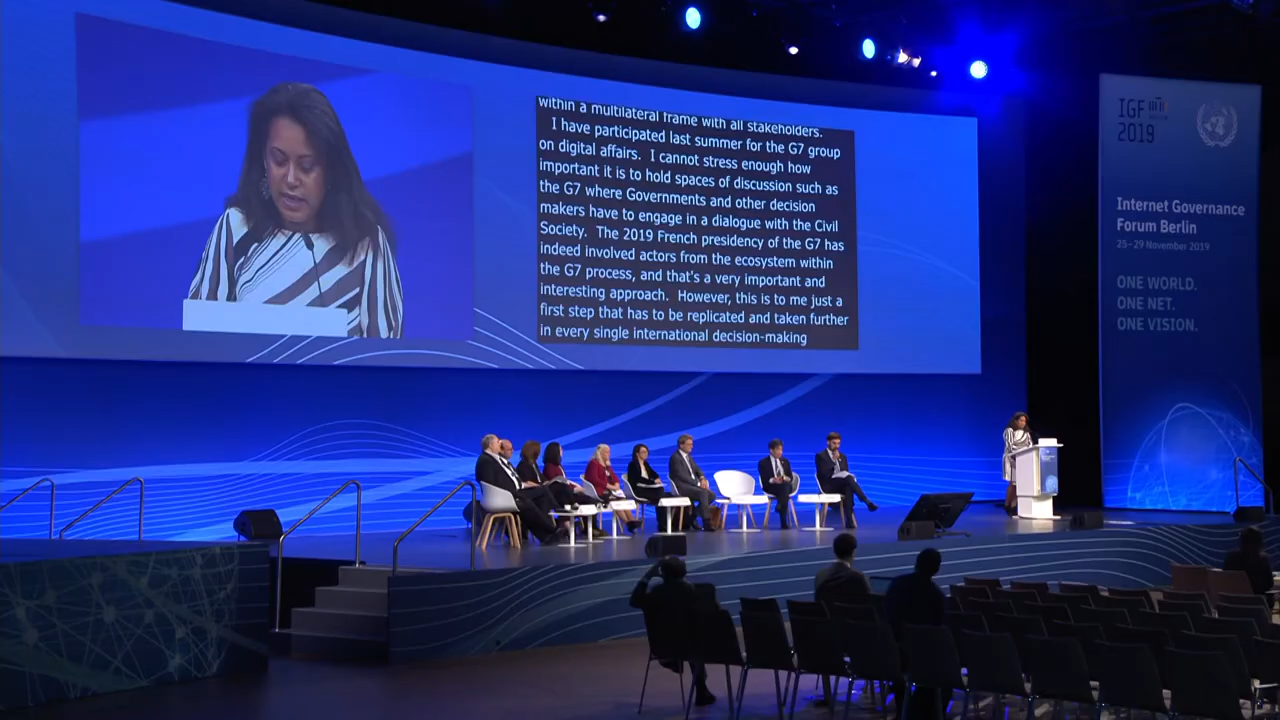 within a multilateral frame with all stakeholders.
I have participated last summer for the G7 group
on digital affairs. I cannot stress enough how
important it is to hold spaces of discussion such as
the G7 where Governments and other decision
makers have to engage in a dialogue with the Civil
Society. The 2019 French presidency of the G7 has
indeed involved actors from the ecosystem within
the G7 process, and that's a very important and
interesting approach. However, this is to me just a
first step that has to be replicated and taken further
in every single international decision-making
IGF
2019
Internet Governance
Forum Berlin
25–29 November 2019
ONE WORLD.
ONE NET.
ONE VISION.